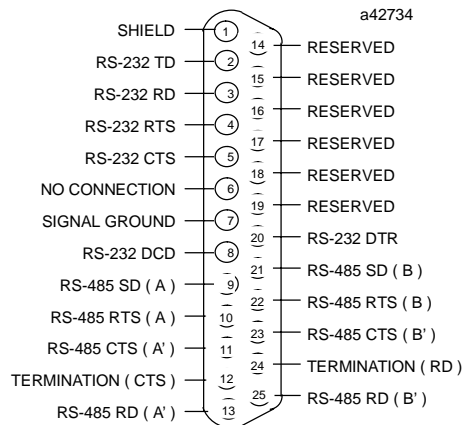 a42734
SHIELD 1
RS-232 TD 2
RS-232 RD 3
RS-232 RTS 4
RS-232 CTS 5
NO CONNECTION 6
SIGNAL GROUND 7
RS-232 DCD 8
RS-485 SD ( A ) 9
RS-485 RTS ( A ) 10
RS-485 CTS ( A' ) 11
TERMINATION ( CTS ) 12
RS-485 RD ( A' ) 13
14 RESERVED
15 RESERVED
16 RESERVED
17 RESERVED
18 RESERVED
19 RESERVED
20 RS-232 DTR
21 RS-485 SD ( B )
22 RS-485 RTS ( B )
23 RS-485 CTS ( B' )
24 TERMINATION ( RD )
25 RS-485 RD ( B' )